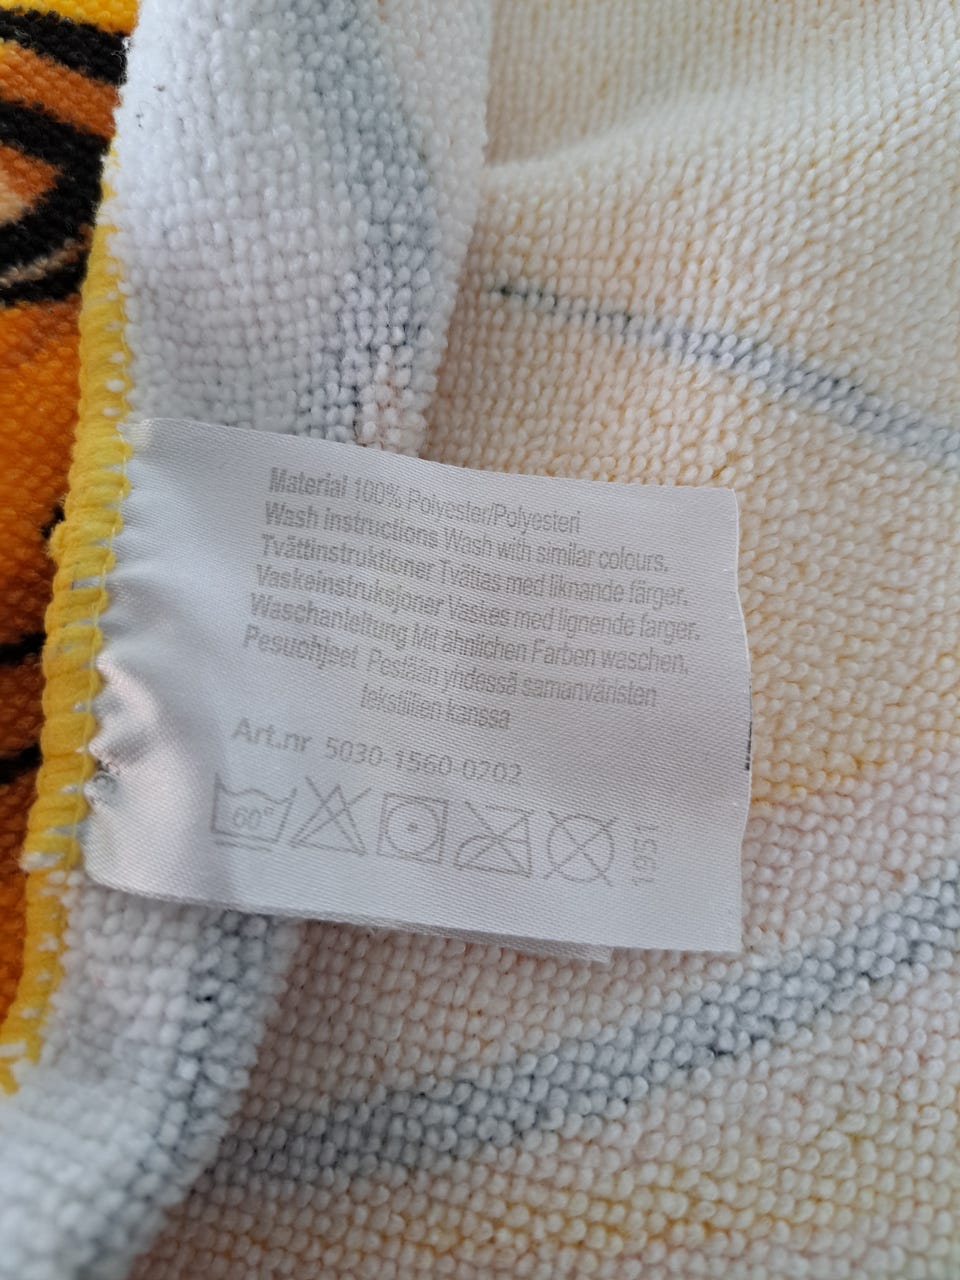 Material 100% Polyester/Polyesteri
Wash instructions Wash with similar colours.
Tvättinstruktioner Tvättas med liknande färger.
Vaskeinstruksjoner Vaskes med lignende farger.
Waschanleitung Mit ähnlichen Farben waschen.
Pesuohjeet Pestään yhdessä samanväristen
tekstiilien kanssa
Art.nr 5030-1560-0202
60°
1951